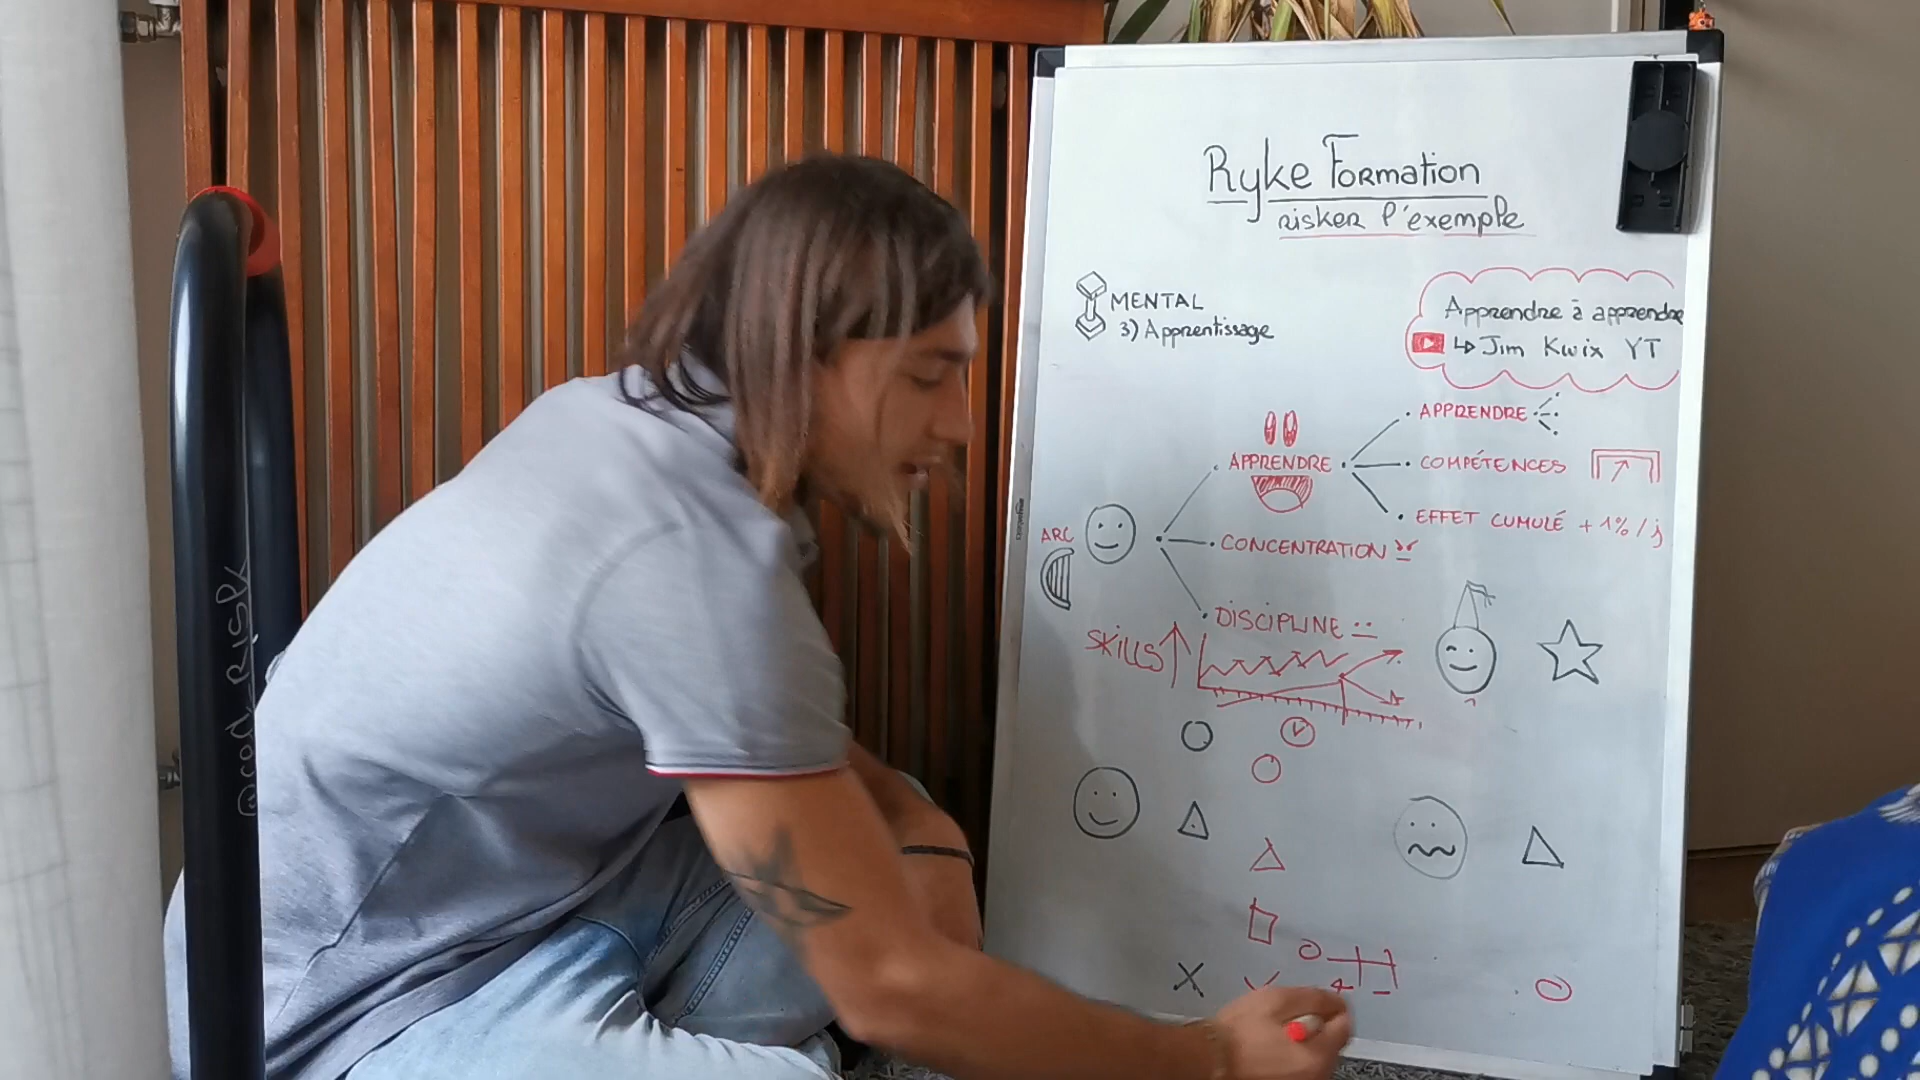 Ryke Formation
risker l'exemple
MENTAL
3) Apprentissage
Apprendre à apprendre
↳ Jim Kwix YT
APPRENDRE
APPRENDRE
COMPÉTENCES
EFFET CUMULÉ + 1% / j
ARC
CONCENTRATION
DISCIPLINE
SKILLS
@rod_Risk